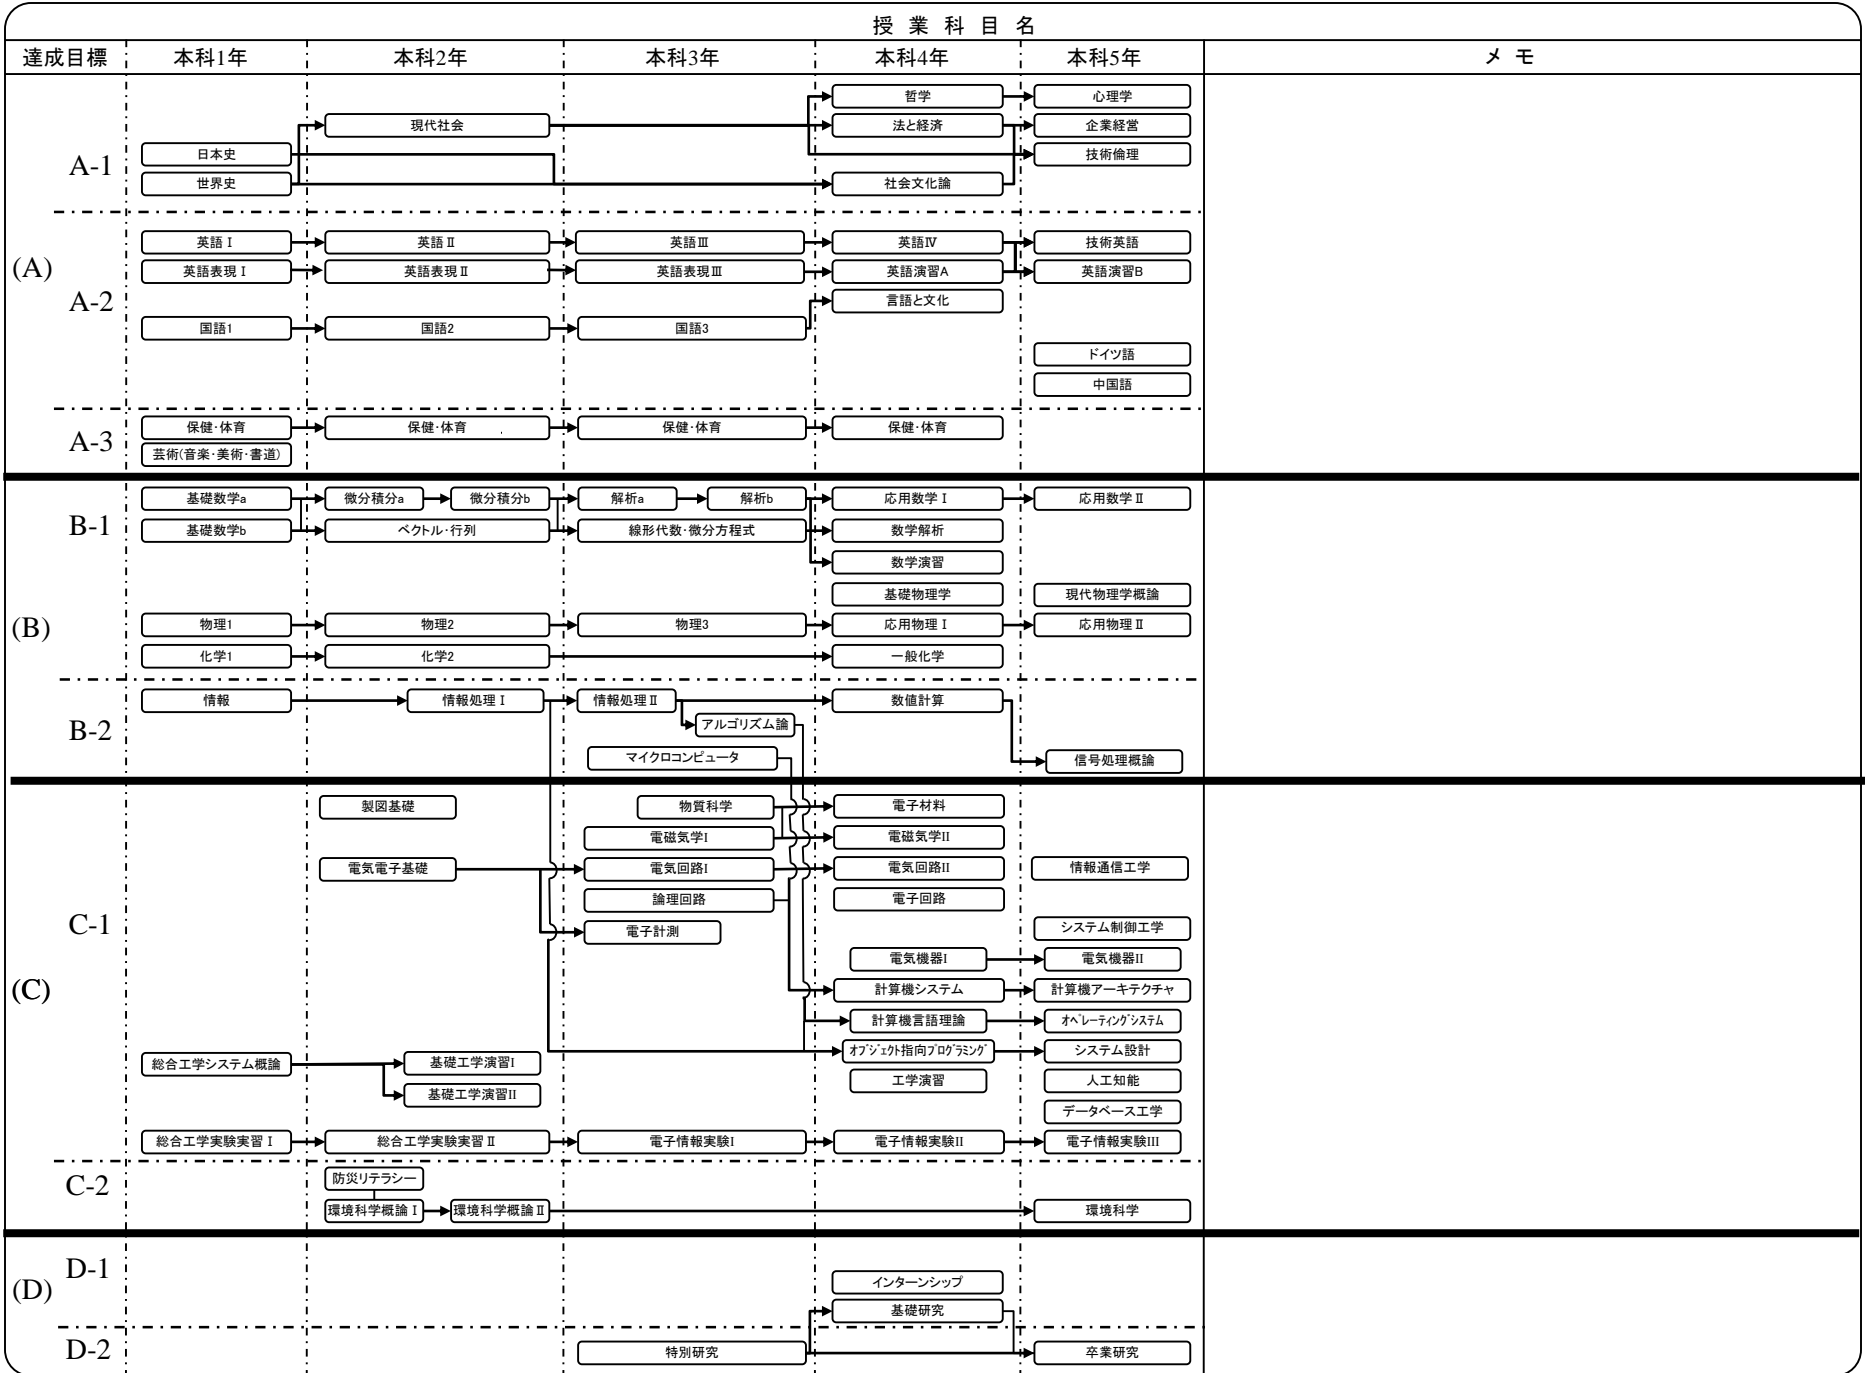 授 業 科 目 名
達成目標 本科1年 本科2年 本科3年 本科4年 本科5年 メ モ
哲学 心理学
現代社会 法と経済 企業経営
日本史 技術倫理
A-1
世界史 社会文化論
英語Ⅰ 英語Ⅱ 英語Ⅲ 英語Ⅳ 技術英語
(A)
英語表現Ⅰ 英語表現Ⅱ 英語表現Ⅲ 英語演習A 英語演習B
A-2 言語と文化
国語1 国語2 国語3
ドイツ語
中国語
保健・体育 保健・体育 保健・体育 保健・体育
A-3
芸術(音楽・美術・書道)
基礎数学a 微分積分a 微分積分b 解析a 解析b 応用数学Ⅰ 応用数学Ⅱ
B-1 基礎数学b ベクトル・行列 線形代数・微分方程式 数学解析
数学演習
基礎物理学 現代物理学概論
(B) 物理1 物理2 物理3 応用物理Ⅰ 応用物理Ⅱ
化学1 化学2 一般化学
情報 情報処理Ⅰ 情報処理Ⅱ 数値計算
B-2 アルゴリズム論
マイクロコンピュータ 信号処理概論
製図基礎 物質科学 電子材料
電磁気学I 電磁気学II
電気電子基礎 電気回路I 電気回路II 情報通信工学
論理回路 電子回路
C-1 電子計測 システム制御工学
電気機器I 電気機器II
(C) 計算機システム 計算機アーキテクチャ
計算機言語理論 オペレーティングシステム
総合工学システム概論 基礎工学演習I オブジェクト指向プログラミング システム設計
工学演習 人工知能
基礎工学演習II
データベース工学
総合工学実験実習Ⅰ 総合工学実験実習Ⅱ 電子情報実験I 電子情報実験II 電子情報実験III
防災リテラシー
C-2
環境科学概論Ⅰ 環境科学概論Ⅱ 環境科学
D-1
インターンシップ
(D)
基礎研究
D-2 特別研究 卒業研究